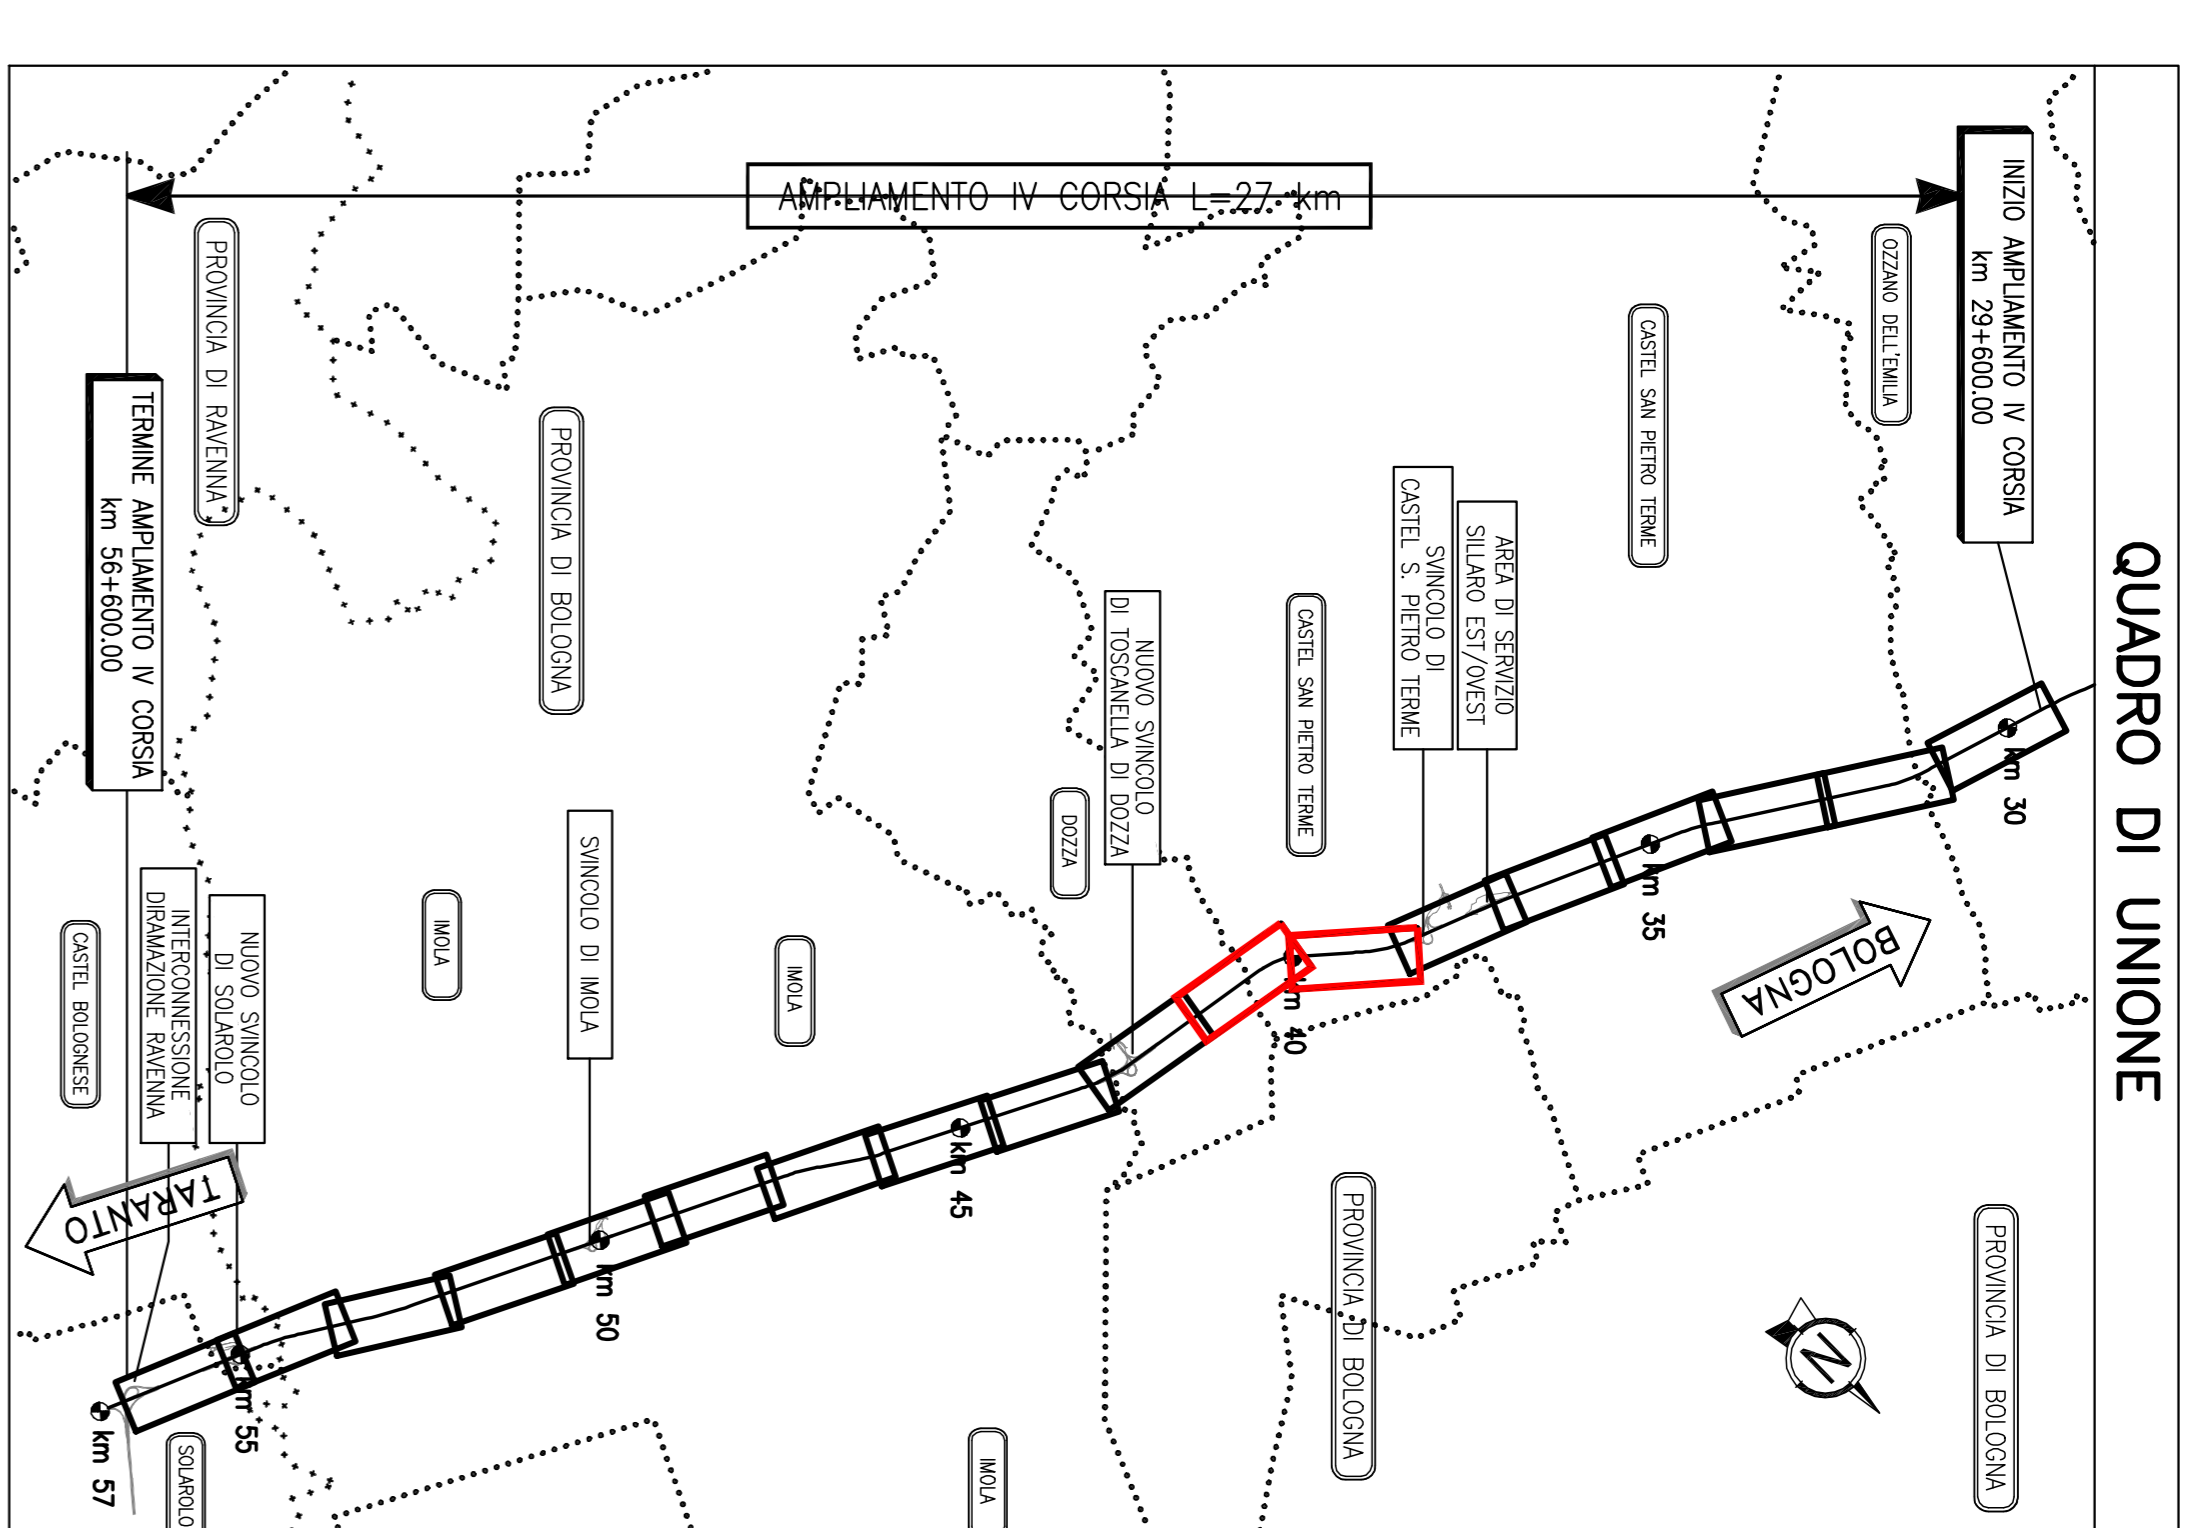 QUADRO DI UNIONE
INIZIO AMPLIAMENTO IV CORSIA
km 29+600.00
AMPLIAMENTO IV CORSIA L=27 km
TERMINE AMPLIAMENTO IV CORSIA
km 56+600.00
OZZANO DELL'EMILIA
CASTEL SAN PIETRO TERME
AREA DI SERVIZIO
SILLARO EST/OVEST
SVINCOLO DI
CASTEL S. PIETRO TERME
CASTEL SAN PIETRO TERME
NUOVO SVINCOLO
DI TOSCANELLA DI DOZZA
DOZZA
PROVINCIA DI BOLOGNA
PROVINCIA DI RAVENNA
SVINCOLO DI IMOLA
IMOLA
IMOLA
NUOVO SVINCOLO
DI SOLAROLO
INTERCONNESSIONE
DIRAMAZIONE RAVENNA
CASTEL BOLOGNESE
km 30
km 35
km 40
km 45
km 50
km 55
km 57
BOLOGNA
TARANTO
PROVINCIA DI BOLOGNA
PROVINCIA DI BOLOGNA
IMOLA
SOLAROLO
N